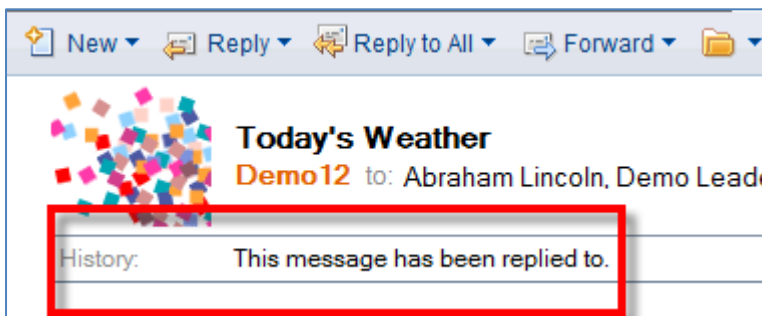 New Reply Reply to All Forward
Today's Weather
Demo12 to: Abraham Lincoln, Demo
History: This message has been replied to.